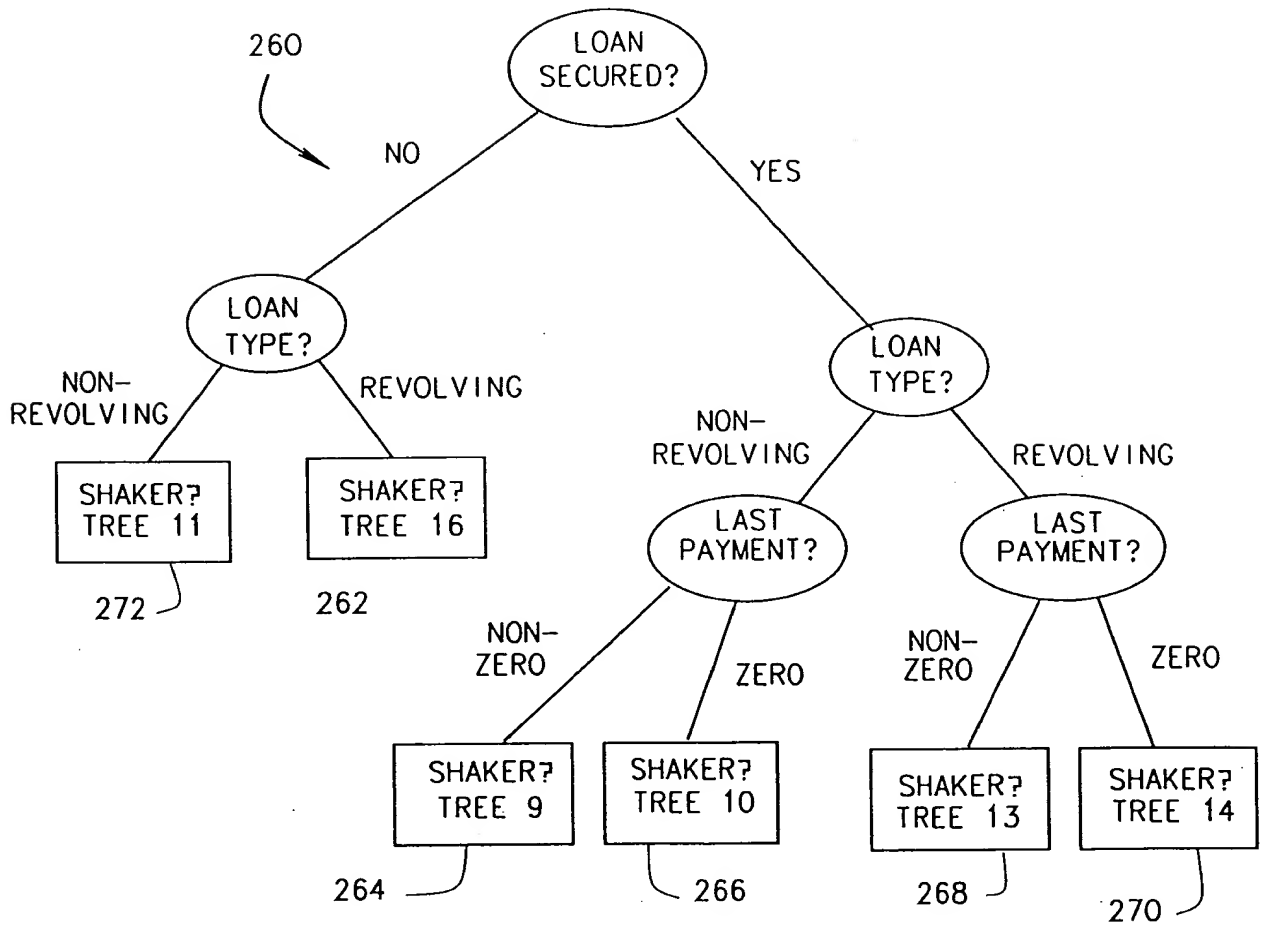 LOAN
SECURED?
260
NO
YES
LOAN
TYPE?
LOAN
TYPE?
NON-
REVOLVING
REVOLVING
NON-
REVOLVING
REVOLVING
SHAKER?
TREE 11
SHAKER?
TREE 16
LAST
PAYMENT?
LAST
PAYMENT?
272
262
NON-
ZERO
ZERO
NON-
ZERO
ZERO
SHAKER?
TREE 9
SHAKER?
TREE 10
SHAKER?
TREE 13
SHAKER?
TREE 14
264
266
268
270